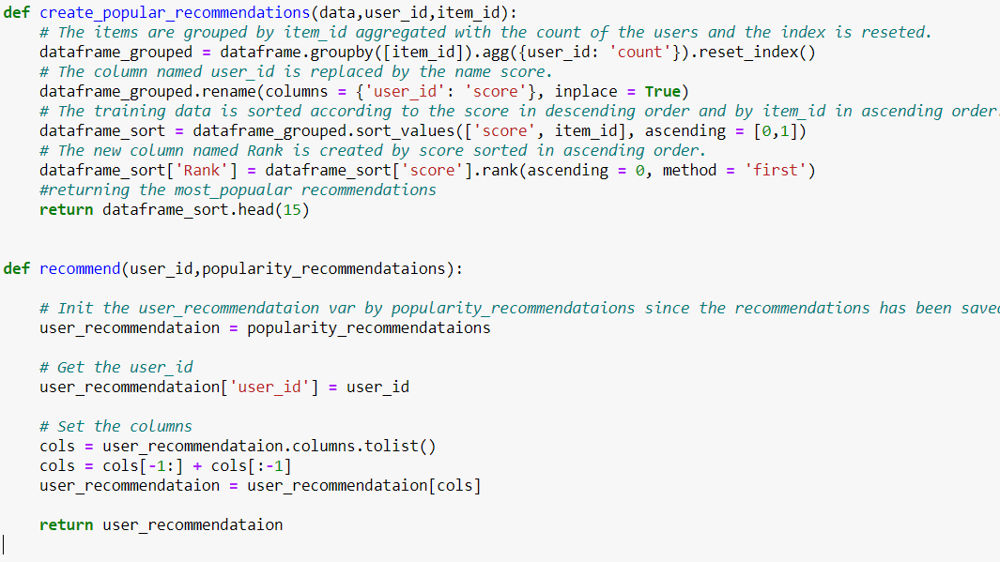 def create_popular_recommendations(data,user_id,item_id):
    # The items are grouped by item_id aggregated with the count of the users and the index is reseted.
    dataframe_grouped = dataframe.groupby([item_id]).agg({user_id: 'count'}).reset_index()
    # The column named user_id is replaced by the name score.
    dataframe_grouped.rename(columns = {'user_id': 'score'}, inplace = True)
    # The training data is sorted according to the score in descending order and by item_id in ascending order
    dataframe_sort = dataframe_grouped.sort_values(['score', item_id], ascending = [0,1])
    # The new column named Rank is created by score sorted in ascending order.
    dataframe_sort['Rank'] = dataframe_sort['score'].rank(ascending = 0, method = 'first')
    #returning the most_popualar recommendations
    return dataframe_sort.head(15)
def recommend(user_id,popularity_recommendataions):
    # Init the user_recommendataion var by popularity_recommendataions since the recommendations has been saved
    user_recommendataion = popularity_recommendataions
    # Get the user_id
    user_recommendataion['user_id'] = user_id
    # Set the columns
    cols = user_recommendataion.columns.tolist()
    cols = cols[-1:] + cols[:-1]
    user_recommendataion = user_recommendataion[cols]
    return user_recommendataion